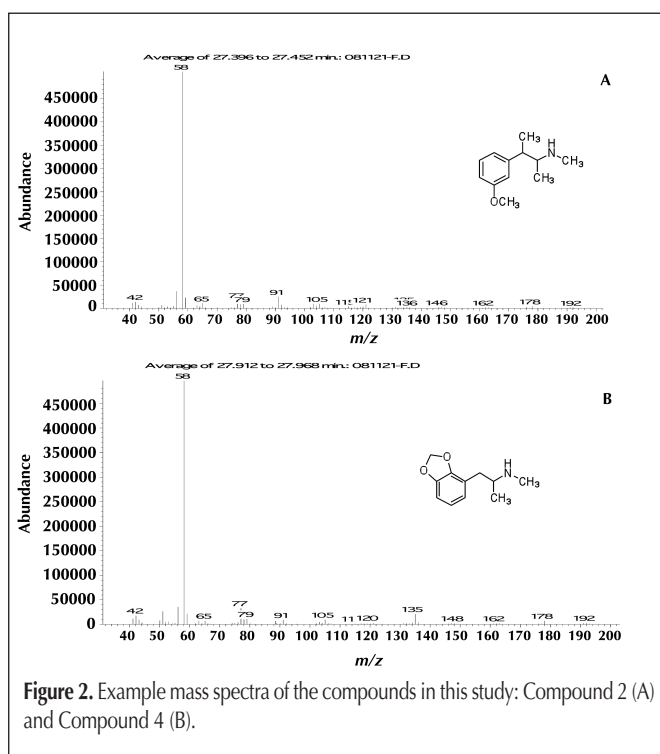 Average of 27.396 to 27.452 min.: 081121-F.D
58
A
Abundance
450000
400000
350000
300000
250000
200000
150000
100000
50000
0
CH₃
H
N
CH₃
CH₃
OCH₃
42 65 77 79 91 105 121 136 146 162 178 192
40 50 60 70 80 90 100 110 120 130 140 150 160 170 180 190 200
m/z
Average of 27.912 to 27.968 min.: 081121-F.D
58
B
Abundance
450000
400000
350000
300000
250000
200000
150000
100000
50000
0
O
O
H
N
CH₃
CH₃
42 65 77 79 91 105 120 135 148 162 178 192
40 50 60 70 80 90 100 110 120 130 140 150 160 170 180 190 200
m/z
Figure 2. Example mass spectra of the compounds in this study: Compound 2 (A)
and Compound 4 (B).